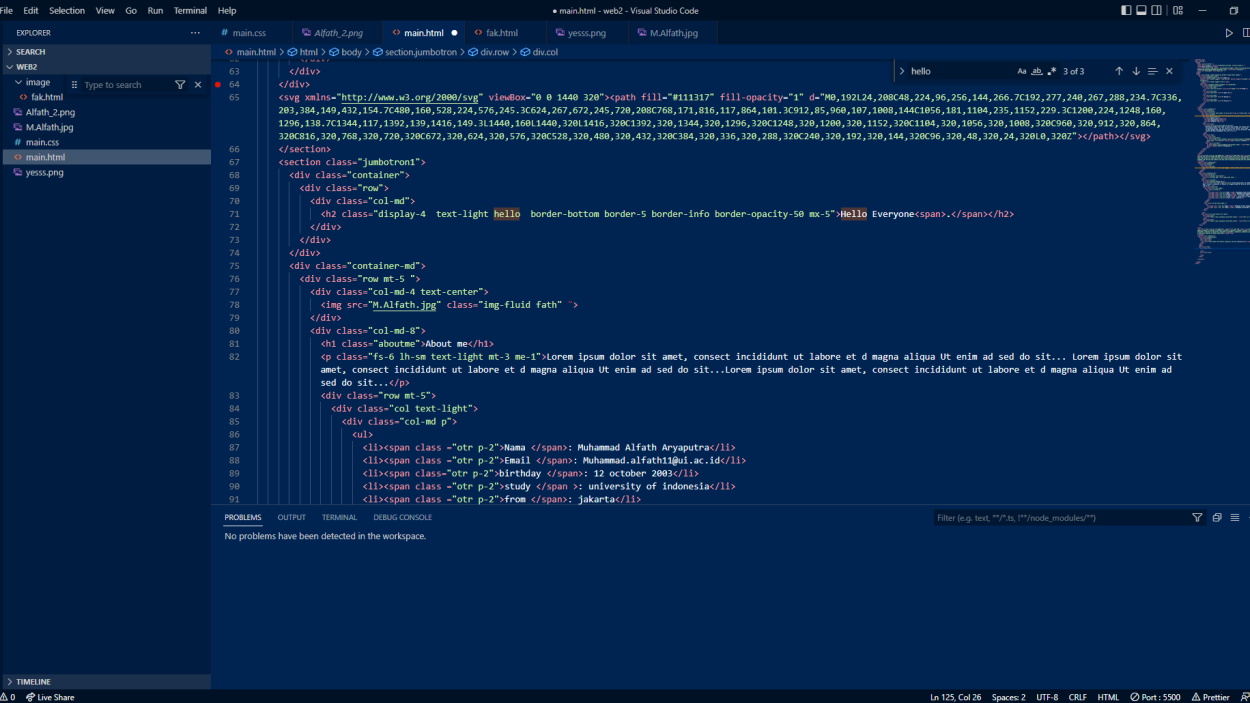 File Edit Selection View Go Run Terminal Help
● main.html - web2 - Visual Studio Code
EXPLORER ···
# main.css Alfath_2.png <> main.html ● <> fak.html yesss.png M.Alfath.jpg
SEARCH
WEB2
image
Type to search
<> fak.html
Alfath_2.png
M.Alfath.jpg
# main.css
<> main.html
yesss.png
TIMELINE
<> main.html > html > body > section.jumbotron > div.row > div.col
hello Aa ab 3 of 3
63 </div>
64 </div>
65 <svg xmlns="http://www.w3.org/2000/svg" viewBox="0 0 1440 320"><path fill="#111317" fill-opacity="1" d="M0,192L24,208C48,224,96,256,144,266.7C192,277,240,267,288,234.7C336,
203,384,149,432,154.7C480,160,528,224,576,245.3C624,267,672,245,720,208C768,171,816,117,864,101.3C912,85,960,107,1008,144C1056,181,1104,235,1152,229.3C1200,224,1248,160,
1296,138.7C1344,117,1392,139,1416,149.3L1440,160L1440,320L1416,320C1392,320,1344,320,1296,320C1248,320,1200,320,1152,320C1104,320,1056,320,1008,320C960,320,912,320,864,
320C816,320,768,320,720,320C672,320,624,320,576,320C528,320,480,320,432,320C384,320,336,320,288,320C240,320,192,320,144,320C96,320,48,320,24,320L0,320Z"></path></svg>
66 </section>
67 <section class="jumbotron1">
68 <div class="container">
69 <div class="row">
70 <div class="col-md">
71 <h2 class="display-4  text-light hello  border-bottom border-5 border-info border-opacity-50 mx-5">Hello Everyone<span>.</span></h2>
72 </div>
73 </div>
74 </div>
75 <div class="container-md">
76 <div class="row mt-5 ">
77 <div class="col-md-4 text-center">
78 <img src="M.Alfath.jpg" class="img-fluid fath" ¨>
79 </div>
80 <div class="col-md-8">
81 <h1 class="aboutme">About me</h1>
82 <p class="fs-6 lh-sm text-light mt-3 me-1">Lorem ipsum dolor sit amet, consect incididunt ut labore et d magna aliqua Ut enim ad sed do sit... Lorem ipsum dolor sit
amet, consect incididunt ut labore et d magna aliqua Ut enim ad sed do sit...Lorem ipsum dolor sit amet, consect incididunt ut labore et d magna aliqua Ut enim ad
sed do sit...</p>
83 <div class="row mt-5">
84 <div class="col text-light">
85 <div class="col-md p">
86 <ul>
87 <li><span class ="otr p-2">Nama </span>: Muhammad Alfath Aryaputra</li>
88 <li><span class ="otr p-2">Email </span>: Muhammad.alfath11@ui.ac.id</li>
89 <li><span class="otr p-2">birthday </span>: 12 october 2003</li>
90 <li><span class ="otr p-2">study </span >: university of indonesia</li>
91 <li><span class ="otr p-2">from </span>: jakarta</li>
PROBLEMS OUTPUT TERMINAL DEBUG CONSOLE
Filter (e.g. text, **/*.ts, !**/node_modules/**)
No problems have been detected in the workspace.
0 Live Share
Ln 125, Col 26 Spaces: 2 UTF-8 CRLF HTML Port : 5500 Prettier